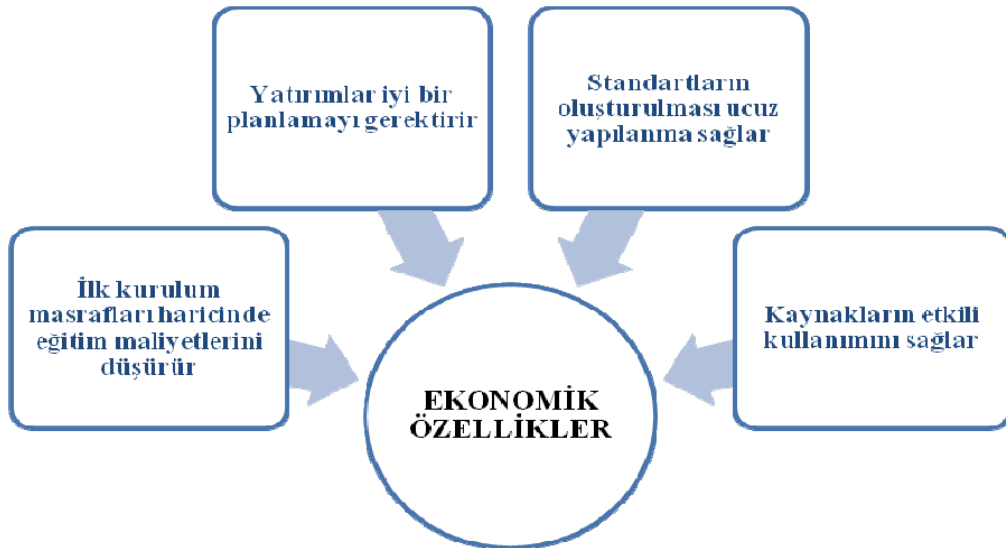 Yatırımlar iyi bir
planlamayı gerektirir
Standartların
oluşturulması ucuz
yapılanma sağlar
İlk kurulum
masrafları haricinde
eğitim maliyetlerini
düşürür
Kaynakların etkili
kullanımını sağlar
EKONOMİK
ÖZELLİKLER